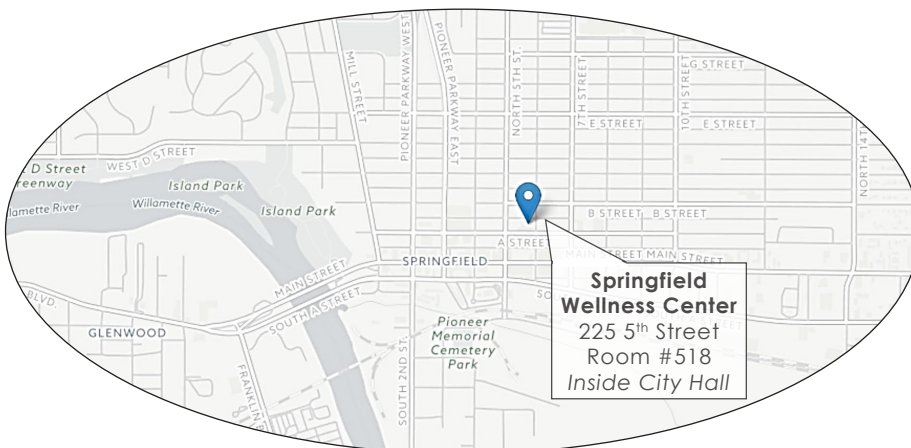 MILL STREET
PIONEER PARKWAY WEST
PIONEER PARKWAY EAST
NORTH 5TH ST.
7TH STREET
10TH STREET
G STREET
E STREET
E STREET
NORTH 14TH
WEST D STREET
D Street
Island Park
Willamette River
Island Park
B STREET B STREET
A STREET
MAIN STREET MAIN STREET
SPRINGFIELD
MAIN STREET
SOUTH A STREET
BLVD
GLENWOOD
FRANKLIN
SOUTH 2ND ST.
Pioneer
Memorial
Cemetery
Park
Springfield
Wellness Center
225 5th Street
Room #518
Inside City Hall